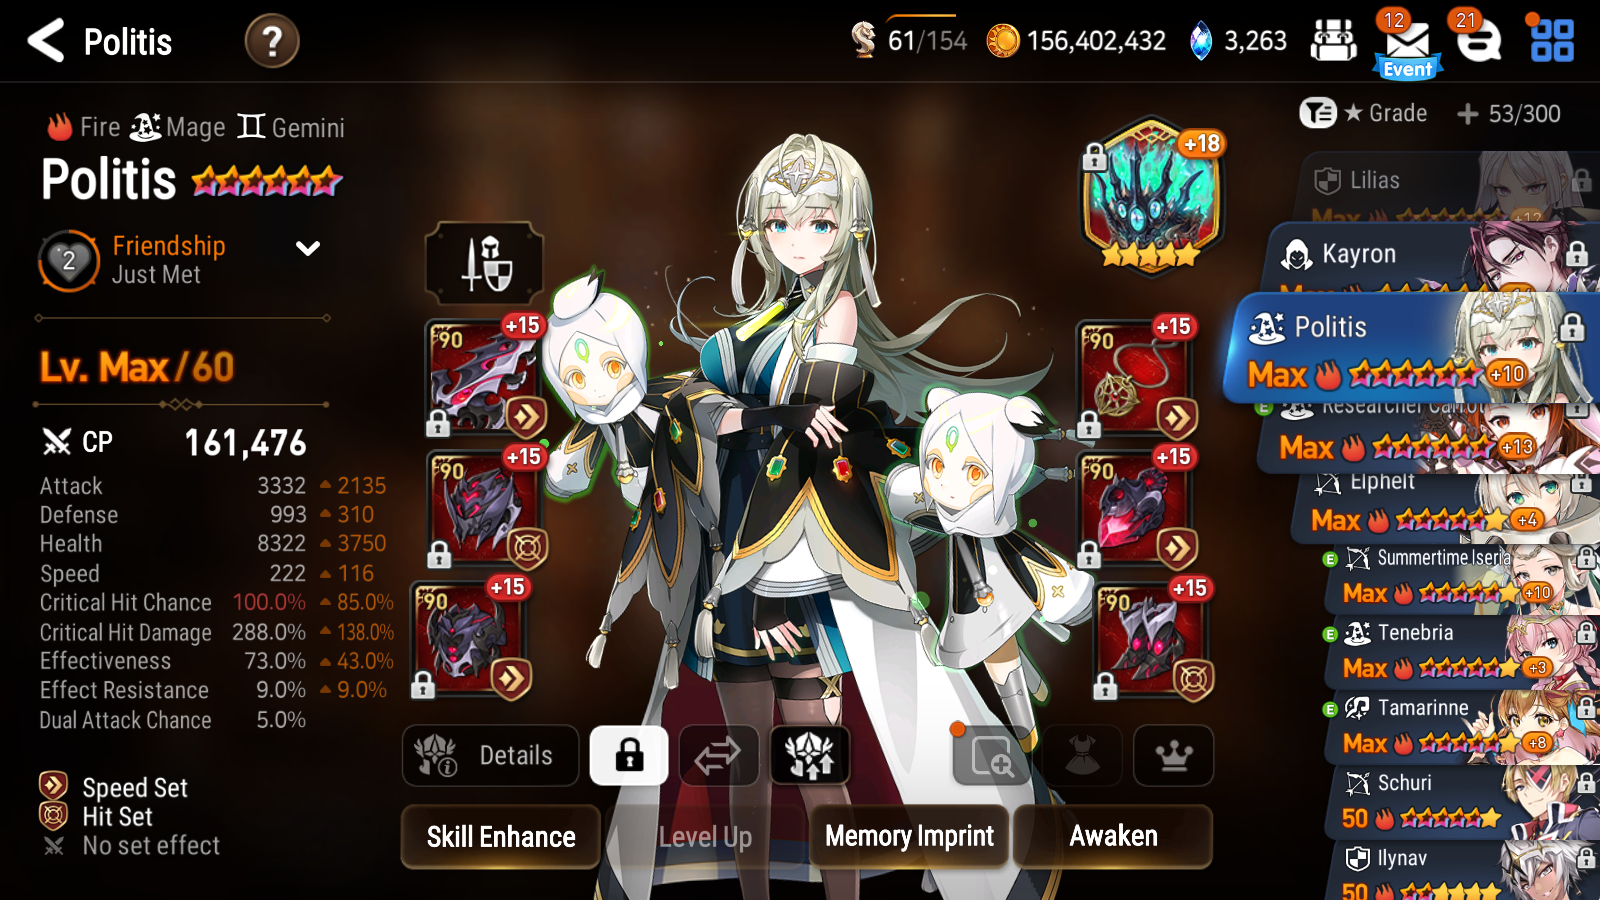 Politis
?
61/154
156,402,432
3,263
12
Event
21
Fire Mage Gemini
Politis
2
Friendship
Just Met
Lv. Max/60
CP 161,476
Attack 3332 2135
Defense 993 310
Health 8322 3750
Speed 222 116
Critical Hit Chance 100.0% 85.0%
Critical Hit Damage 288.0% 138.0%
Effectiveness 73.0% 43.0%
Effect Resistance 9.0% 9.0%
Dual Attack Chance 5.0%
Speed Set
Hit Set
No set effect
90 +15
90 +15
90 +15
+18
90 +15
90 +15
90 +15
Details
Skill Enhance
Level Up
Memory Imprint
Awaken
Grade
53/300
Lilias
Max +12
Kayron
Politis
Max +10
E Researcher Carrot
Max +13
Elphelt
Max +4
E Summertime Iseria
Max +10
E Tenebria
Max +3
E Tamarinne
Max +8
Schuri
50
Ilynav
50